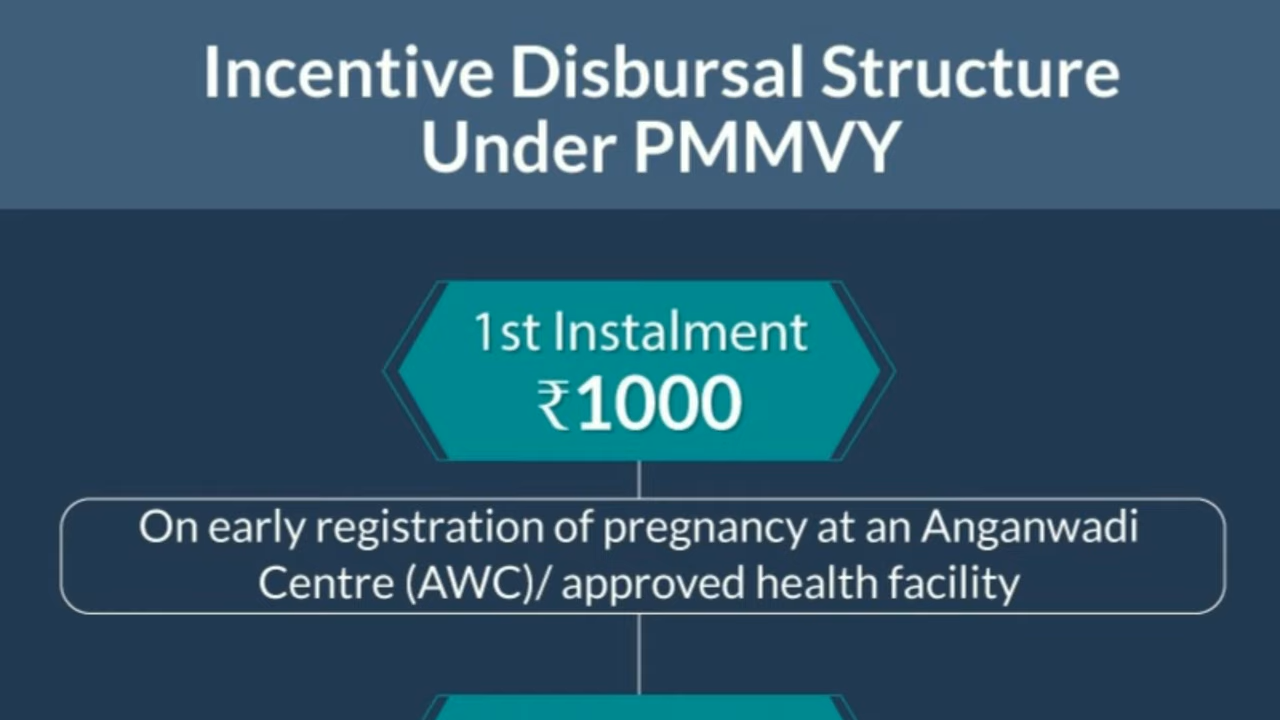 Incentive Disbursal Structure
Under PMMVY
1st Instalment
₹1000
On early registration of pregnancy at an Anganwadi
Centre (AWC)/ approved health facility